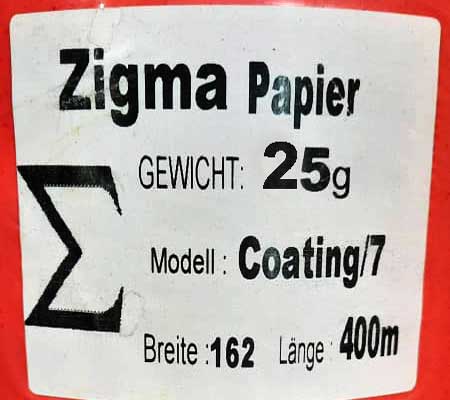 Zigma Papier
Σ
GEWICHT: 25g
Modell : Coating/7
Breite :162 Länge : 400m